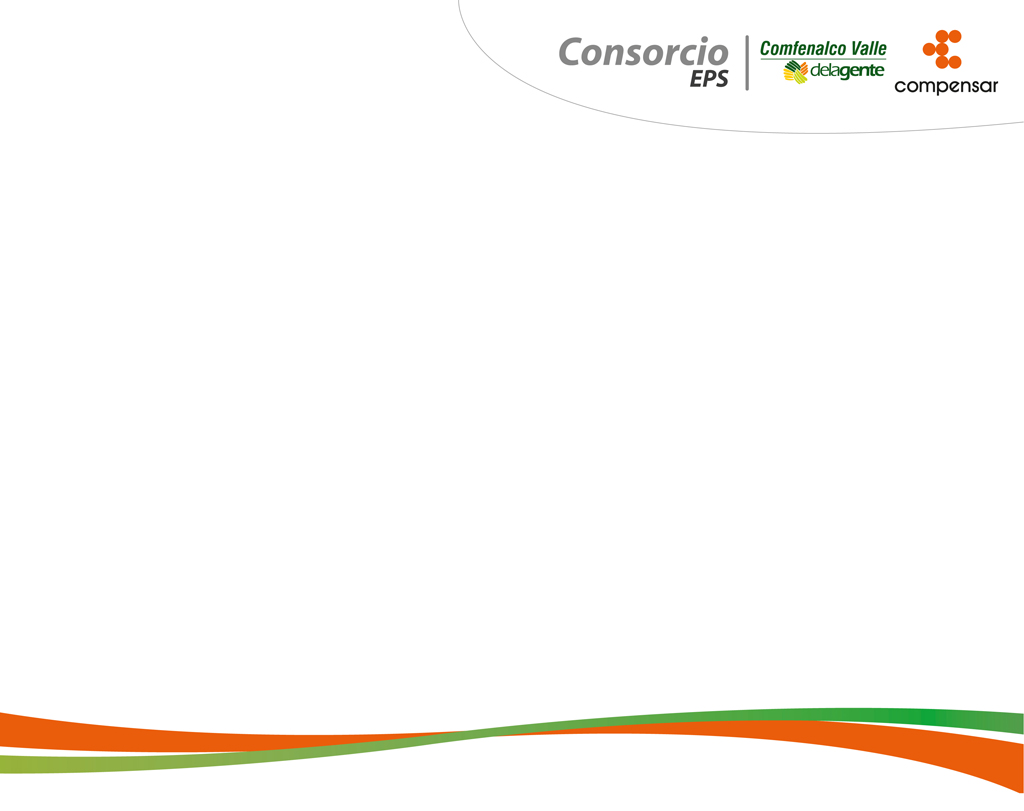 Consorcio
EPS
Comfenalco Valle
delagente
compensar